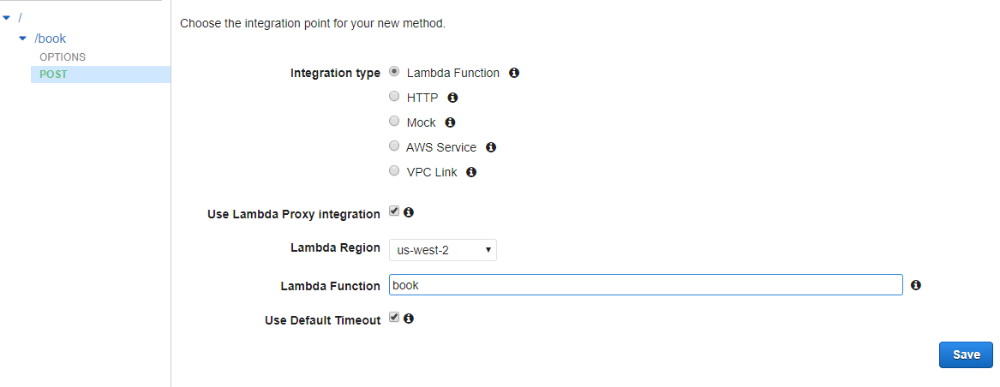 /
/book
OPTIONS
POST
Choose the integration point for your new method.
Integration type Lambda Function
HTTP
Mock
AWS Service
VPC Link
Use Lambda Proxy integration
Lambda Region us-west-2
Lambda Function book
Use Default Timeout
Save